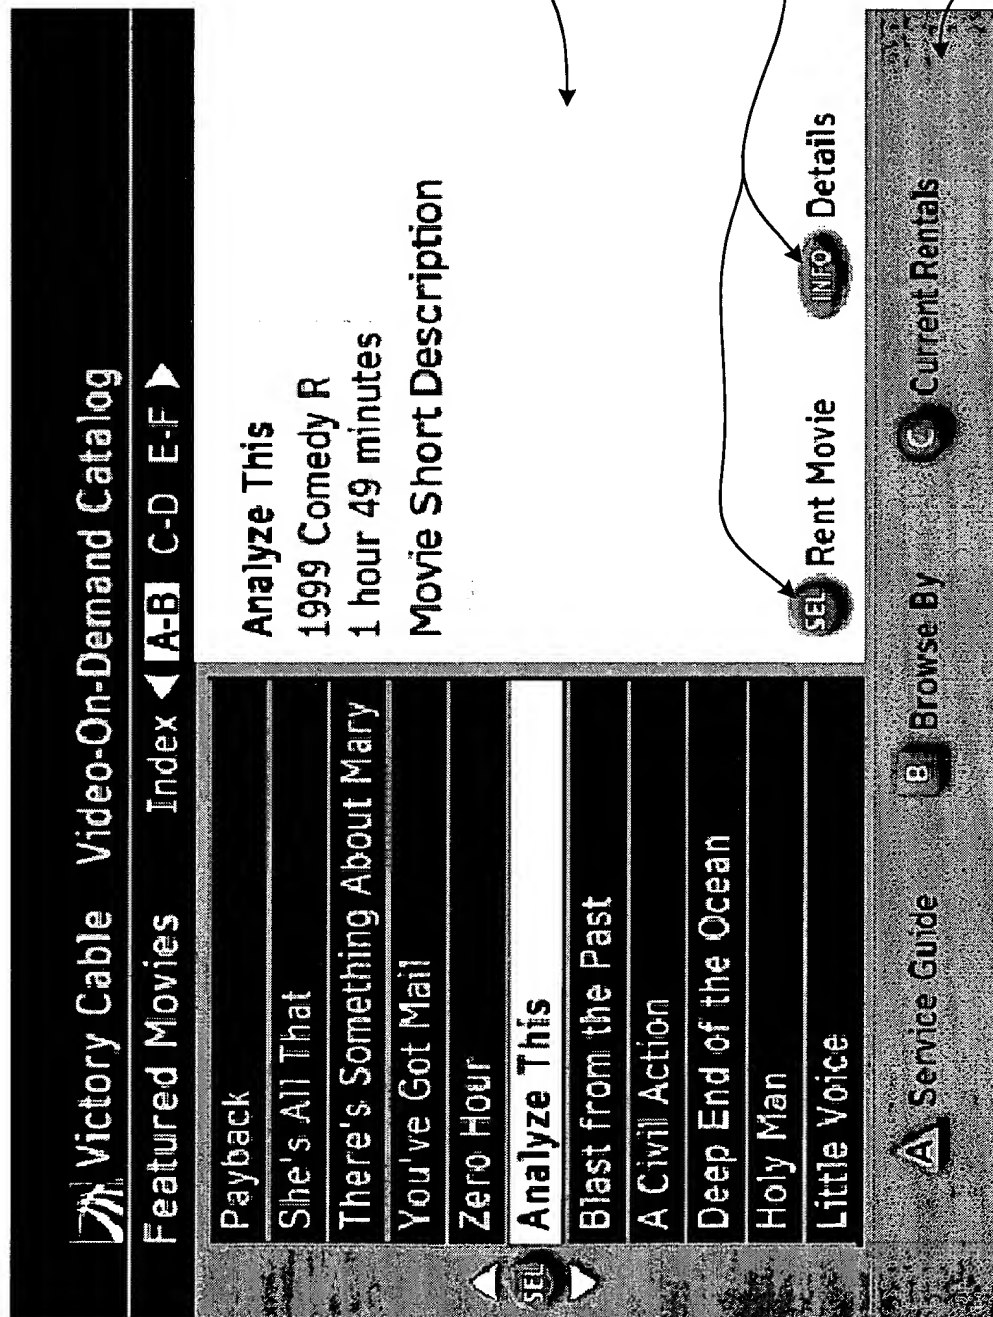 Victory Cable Video-On-Demand Catalog
Featured Movies Index A-B C-D E-F
Payback
She's All That
There's Something About Mary
You've Got Mail
Zero Hour
SEL
Analyze This
Blast from the Past
A Civil Action
Deep End of the Ocean
Holy Man
Little Voice
Analyze This
1999 Comedy R
1 hour 49 minutes
Movie Short Description
SEL Rent Movie INFO Details
A Service Guide B Browse By C Current Rentals